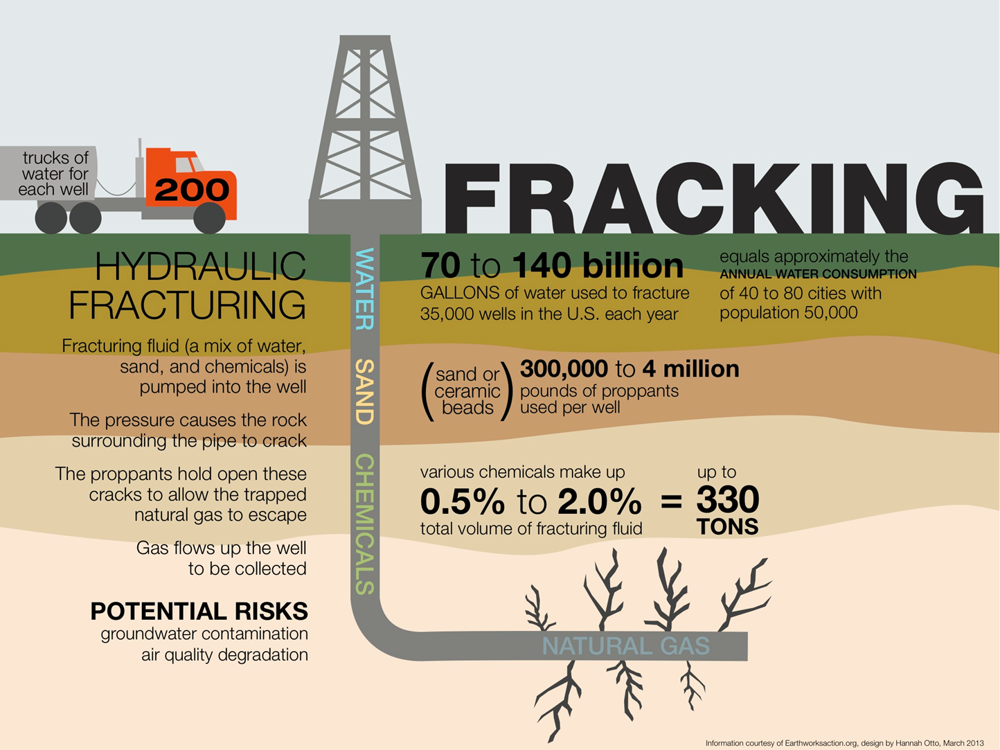 trucks of
water for
each well
200
FRACKING
HYDRAULIC
FRACTURING
Fracturing fluid (a mix of water,
sand, and chemicals) is
pumped into the well
The pressure causes the rock
surrounding the pipe to crack
The proppants hold open these
cracks to allow the trapped
natural gas to escape
Gas flows up the well
to be collected
POTENTIAL RISKS
groundwater contamination
air quality degradation
WATER
SAND
CHEMICALS
70 to 140 billion
GALLONS of water used to fracture
35,000 wells in the U.S. each year
equals approximately the
ANNUAL WATER CONSUMPTION
of 40 to 80 cities with
population 50,000
(sand or
ceramic
beads)
300,000 to 4 million
pounds of proppants
used per well
various chemicals make up
0.5% to 2.0%
total volume of fracturing fluid
=
up to
330
TONS
NATURAL GAS
Information courtesy of Earthworksaction.org, design by Hannah Otto, March 2013